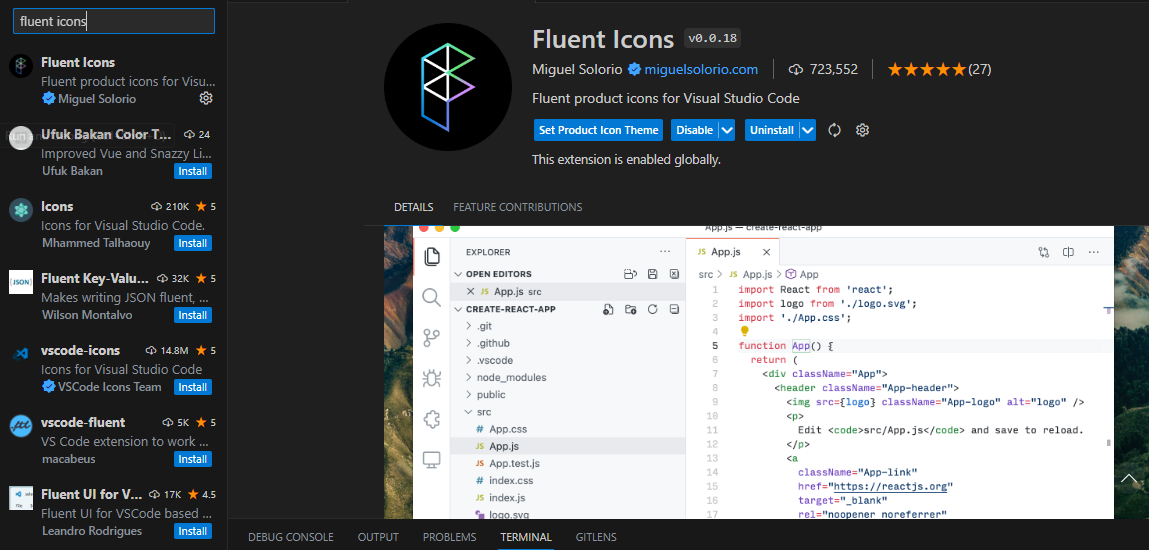 fluent icons
Fluent Icons
Fluent product icons for Visu...
Miguel Solorio
Ufuk Bakan Color T... 24
Improved Vue and Snazzy Li...
Ufuk Bakan Install
Icons 210K ★ 5
Icons for Visual Studio Code.
Mhammed Talhaouy Install
{JSON}
Fluent Key-Valu... 32K ★ 5
Makes writing JSON fluent, ...
Wilson Montalvo Install
vscode-icons 14.8M ★ 5
Icons for Visual Studio Code
VSCode Icons Team Install
vscode-fluent 5K ★ 5
VS Code extension to work ...
macabeus Install
Fluent UI for V... 17K ★ 4.5
Fluent UI for VSCode based ...
Leandro Rodrigues Install
Fluent Icons v0.0.18
Miguel Solorio miguelsolorio.com 723,552 ★★★★★(27)
Fluent product icons for Visual Studio Code
Set Product Icon Theme Disable Uninstall
This extension is enabled globally.
DETAILS FEATURE CONTRIBUTIONS
App.js — create-react-app
EXPLORER ...
OPEN EDITORS
JS App.js src
CREATE-REACT-APP
.git
.github
.vscode
node_modules
public
src
# App.css
JS App.js
JS App.test.js
# index.css
JS index.js
logo.svg
JS App.js
src > JS App.js > App
1 import React from 'react';
2 import logo from './logo.svg';
3 import './App.css';
4
5 function App() {
6 return (
7 <div className="App">
8 <header className="App-header">
9 <img src={logo} className="App-logo" alt="logo" />
10 <p>
11 Edit <code>src/App.js</code> and save to reload.
12 </p>
13 <a
14 className="App-link"
15 href="https://reactjs.org"
16 target="_blank"
17 rel="noopener noreferrer"
DEBUG CONSOLE OUTPUT PROBLEMS TERMINAL GITLENS